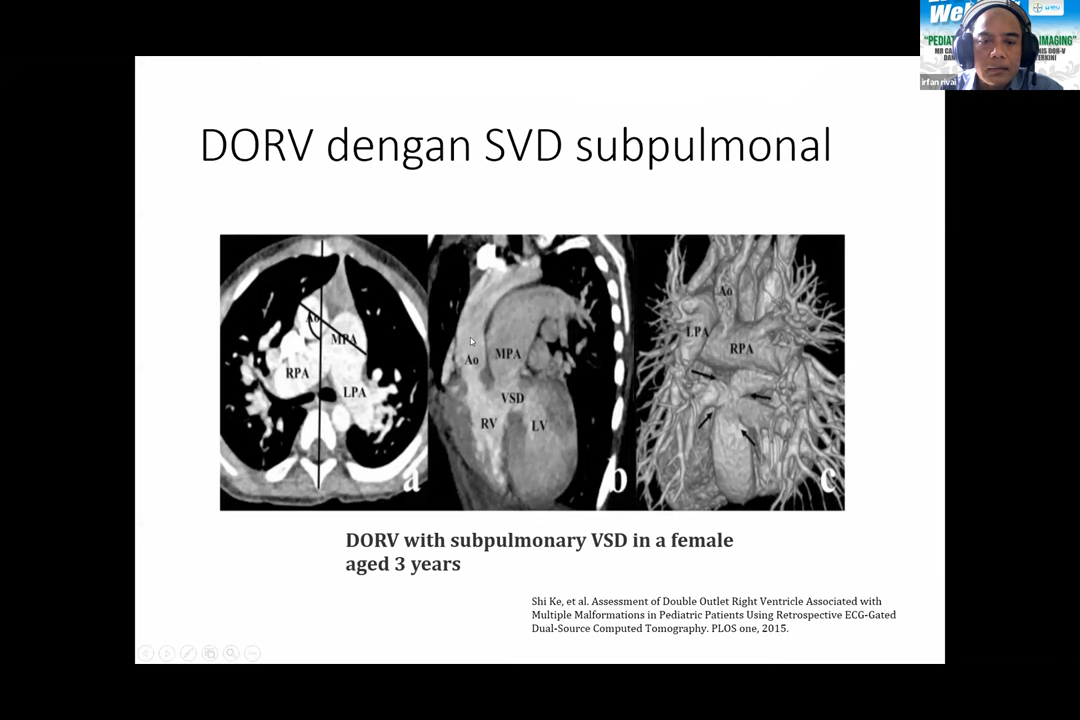 DORV dengan SVD subpulmonal
Ao
MPA
RPA
LPA
a
Ao
MPA
VSD
RV
LV
b
Ao
LPA
RPA
c
DORV with subpulmonary VSD in a female
aged 3 years
Shi Ke, et al. Assessment of Double Outlet Right Ventricle Associated with
Multiple Malformations in Pediatric Patients Using Retrospective ECG-Gated
Dual-Source Computed Tomography. PLOS one, 2015.
IMAGING"
irfan rivai